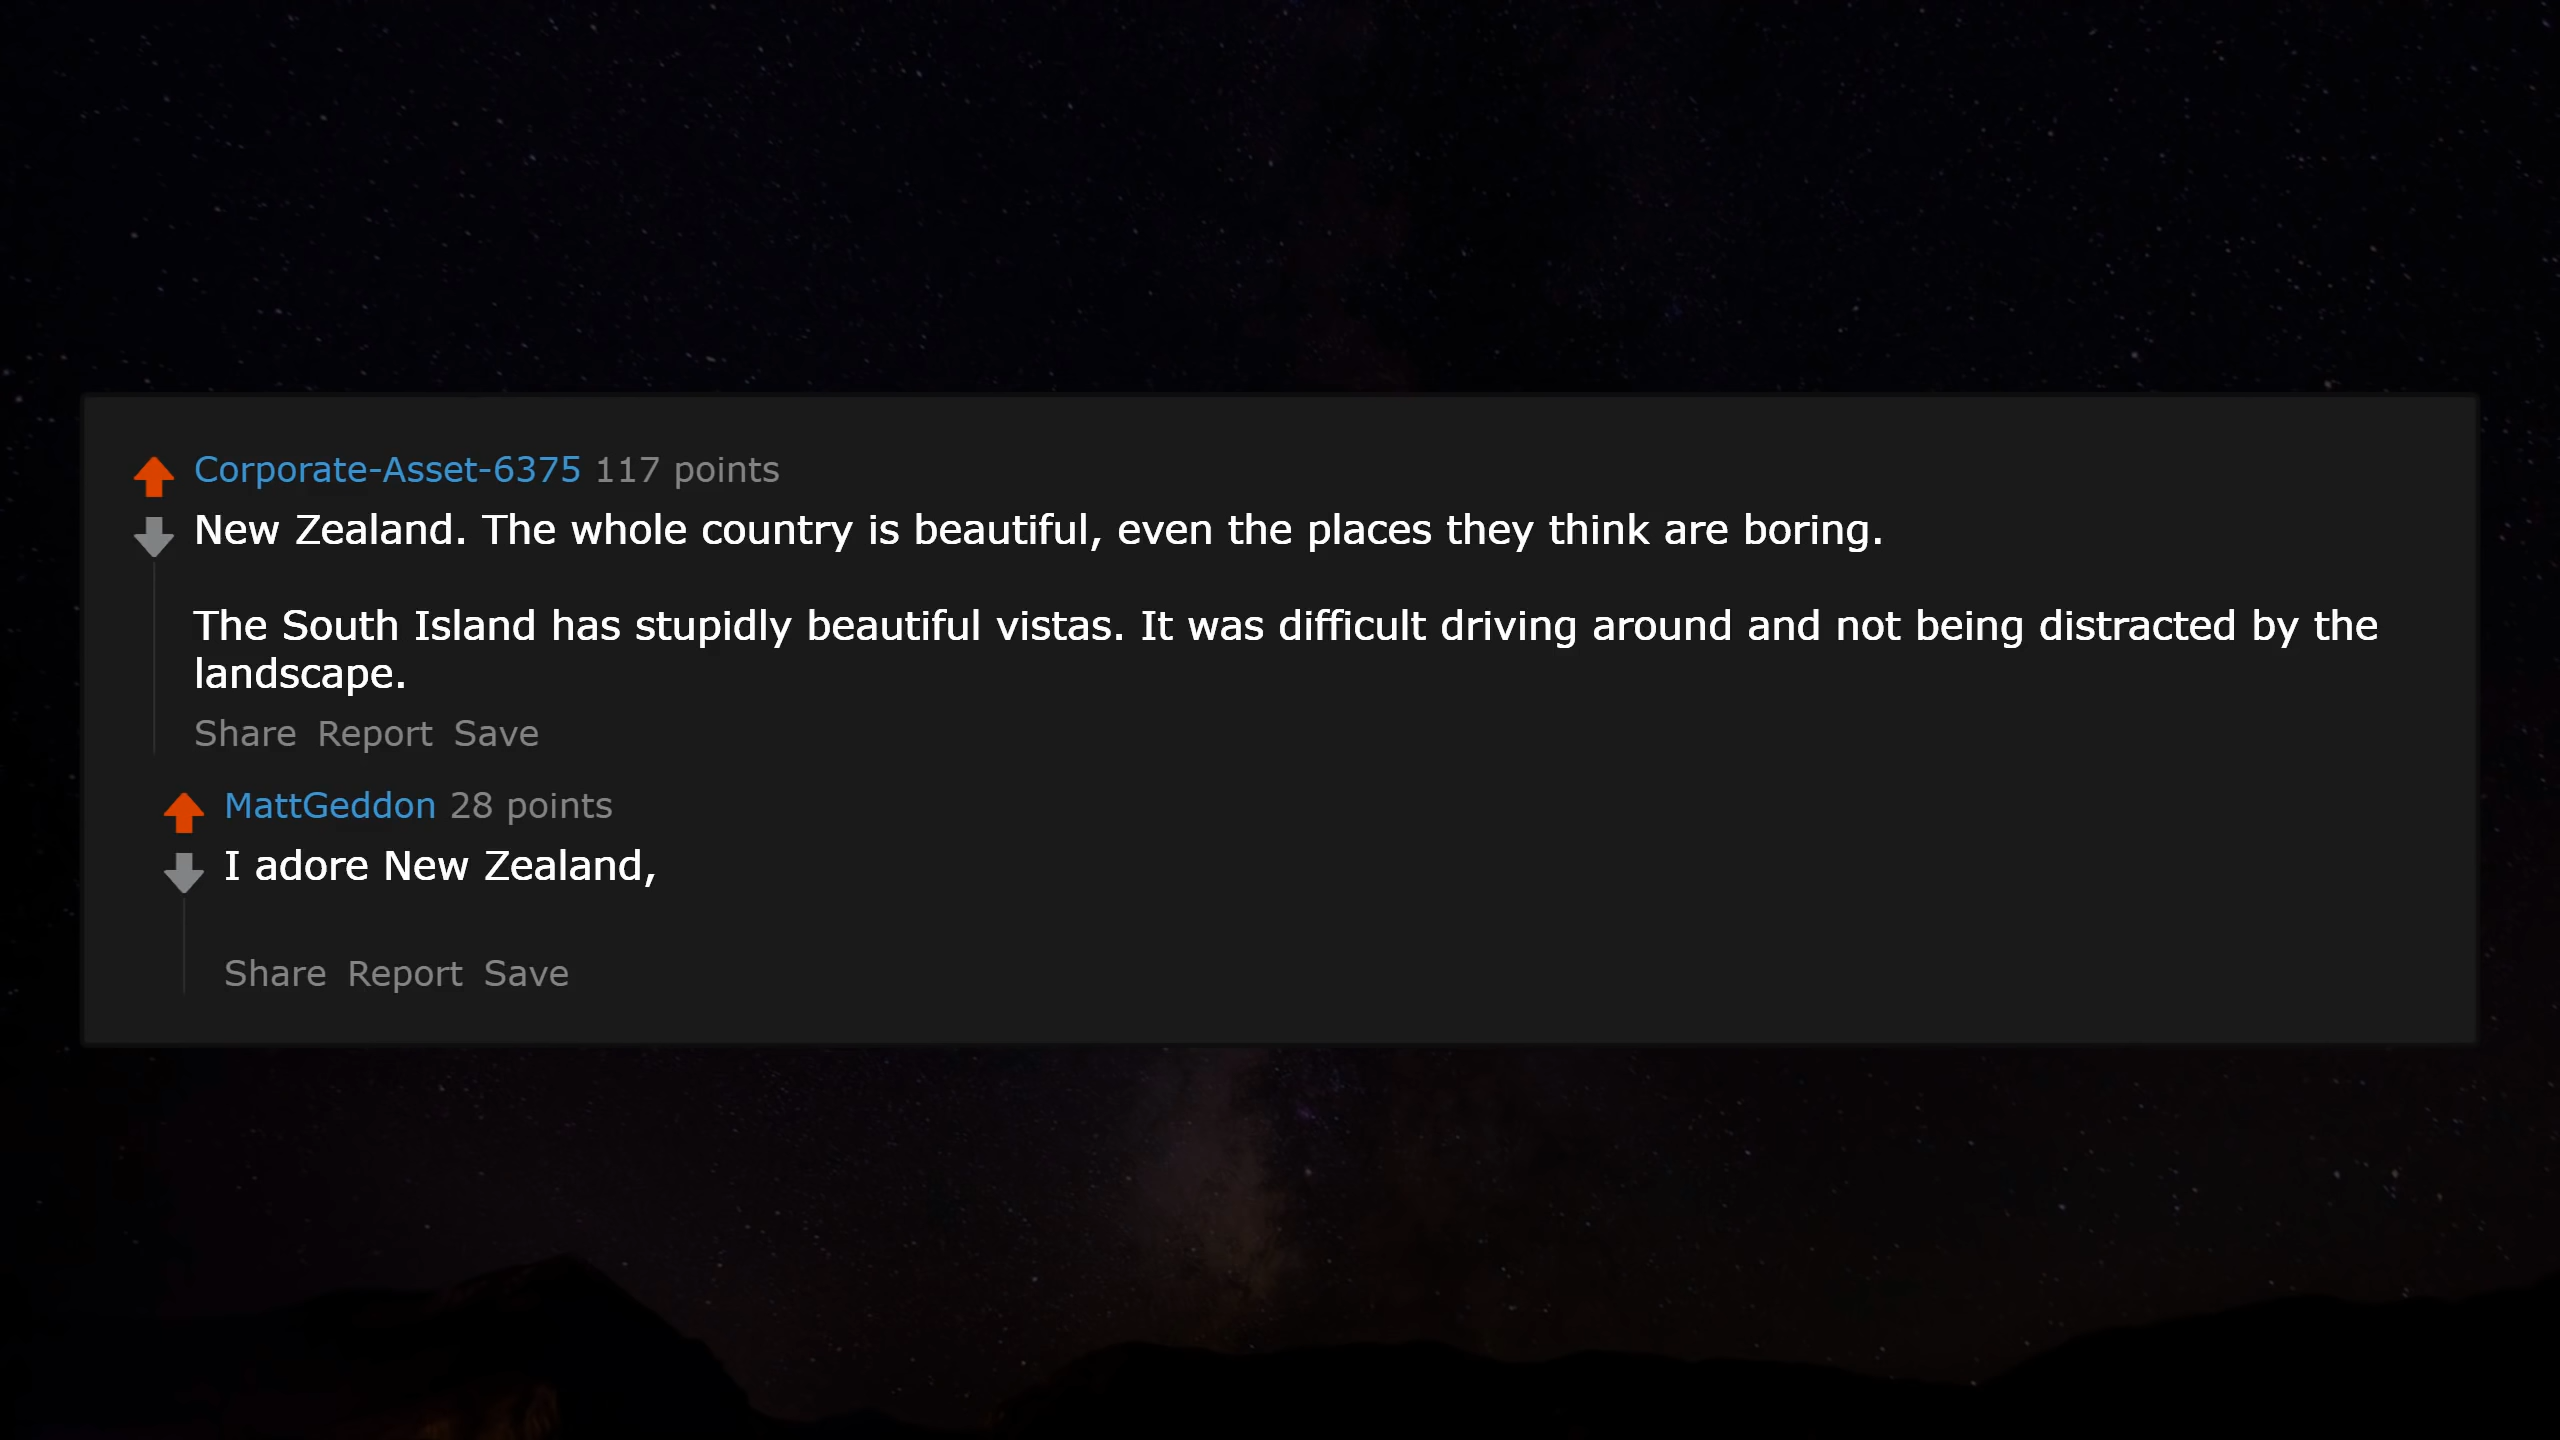 Corporate-Asset-6375 117 points
New Zealand. The whole country is beautiful, even the places they think are boring.
The South Island has stupidly beautiful vistas. It was difficult driving around and not being distracted by the
landscape.
Share Report Save
MattGeddon 28 points
I adore New Zealand,
Share Report Save